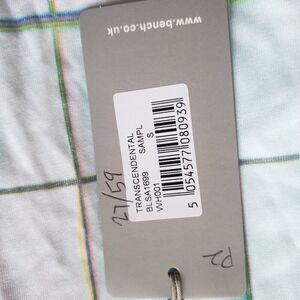 www.bench.co.uk
TRANSCENDENTAL
BLSA1699 SAMPL
WH001 S
5 054577 080939
27/59
P2